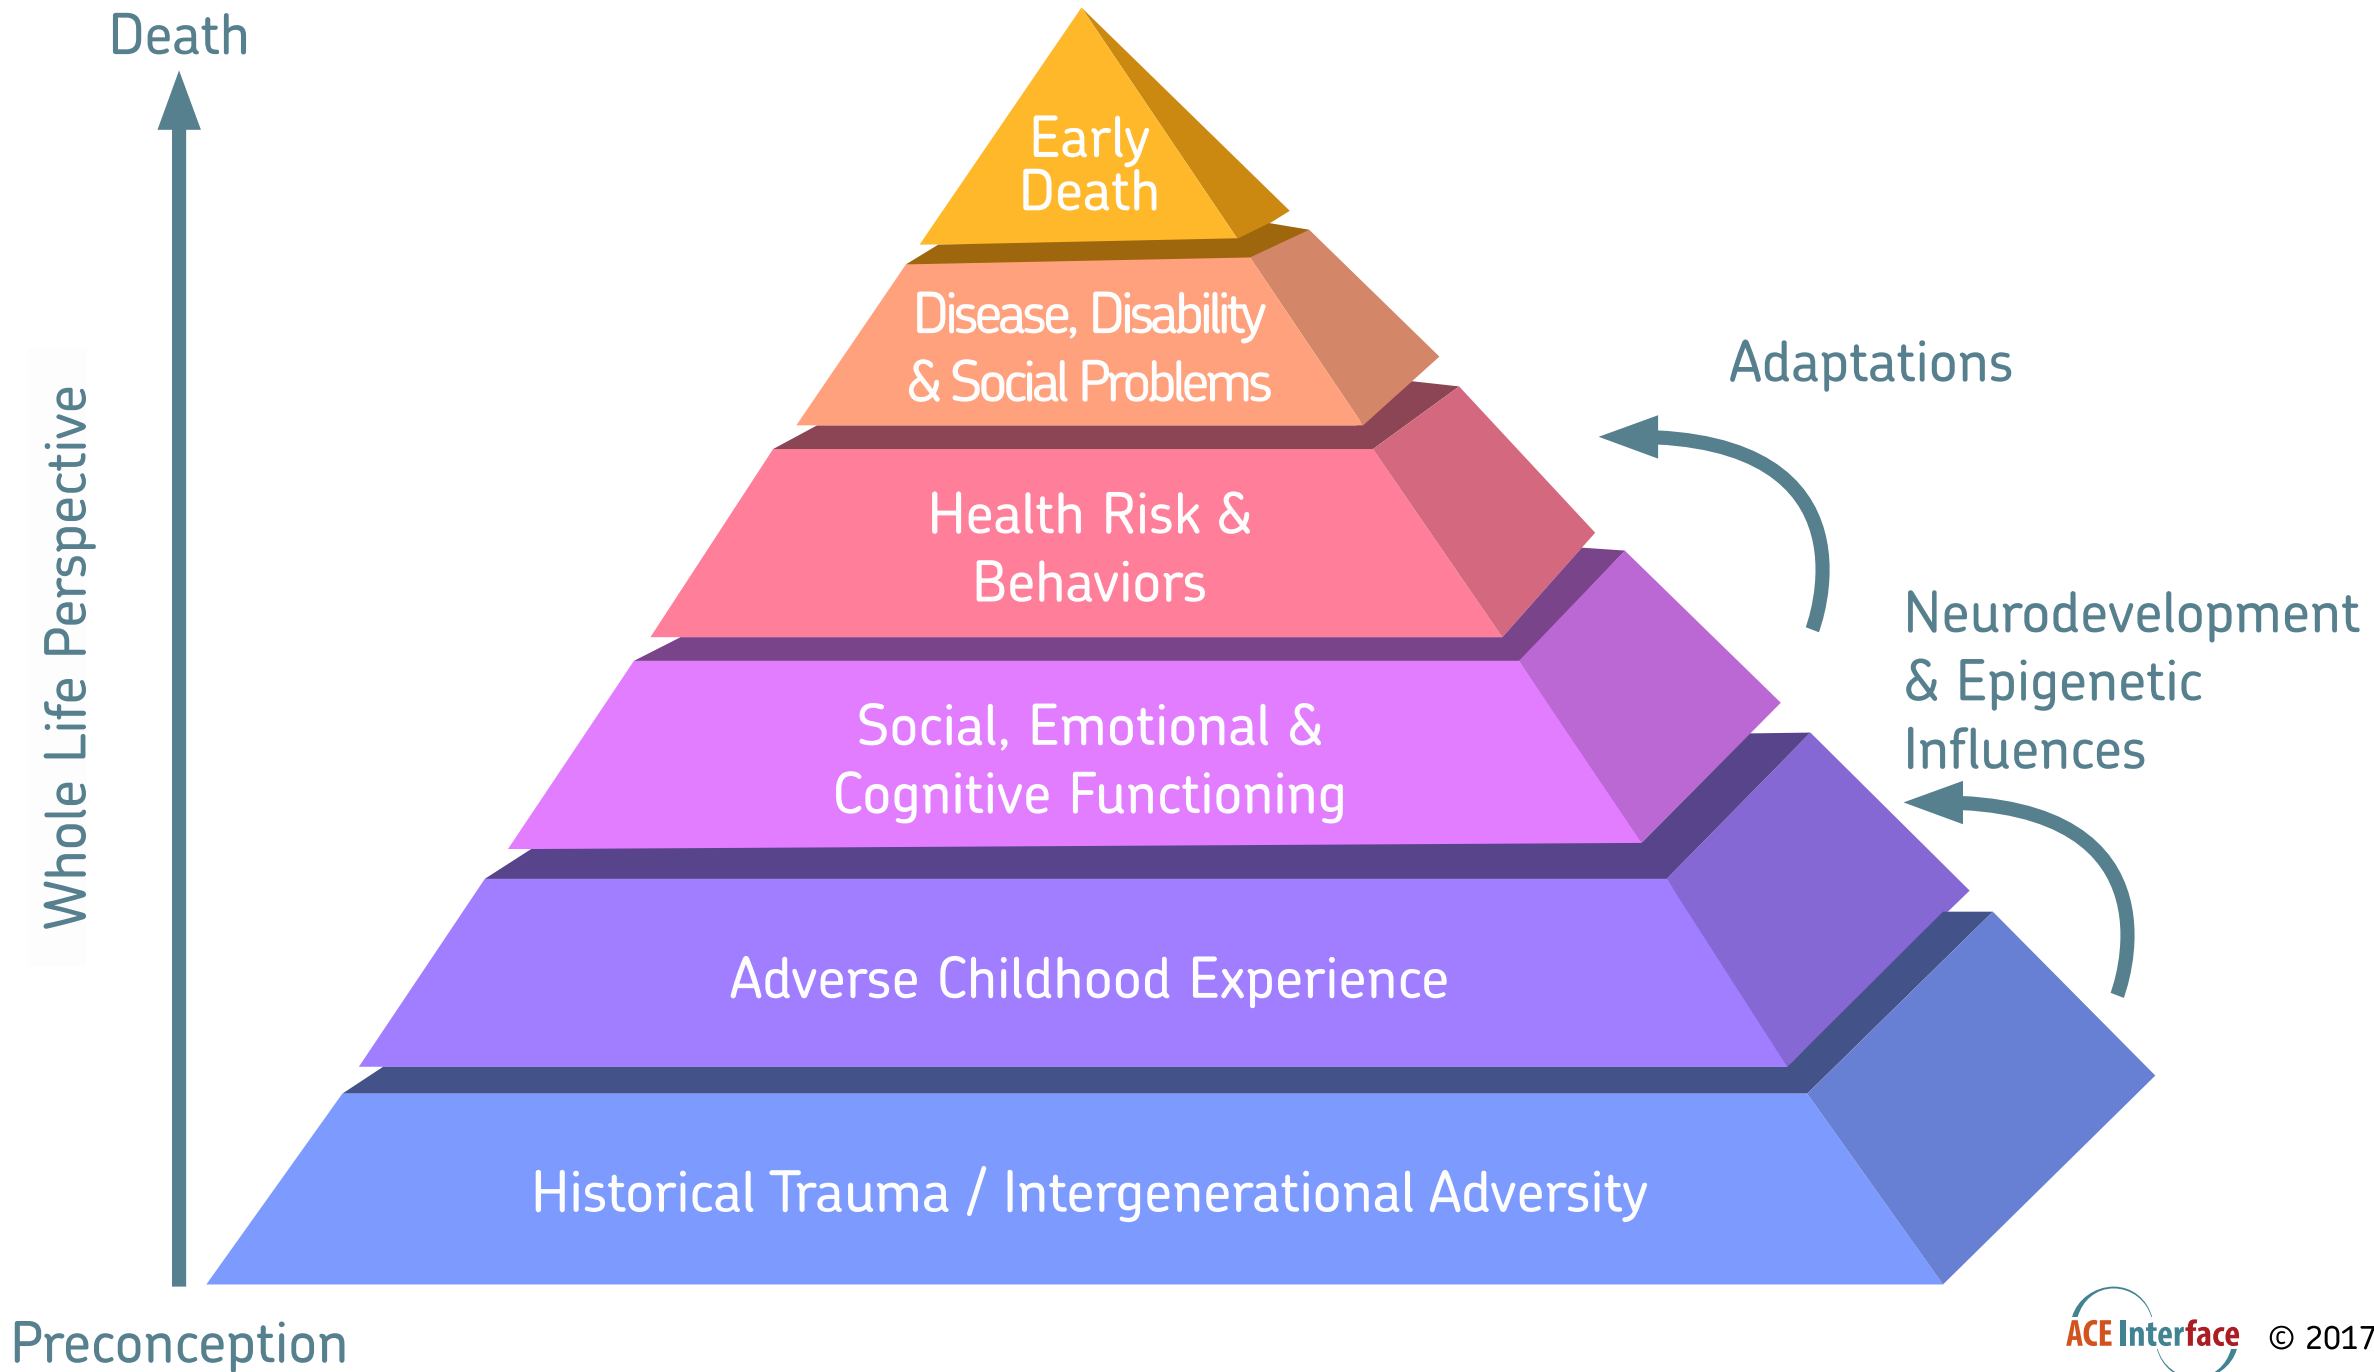 Death
Early
Death
Disease, Disability
& Social Problems
Adaptations
Health Risk &
Behaviors
Neurodevelopment
& Epigenetic
Influences
Social, Emotional &
Cognitive Functioning
Whole Life Perspective
Adverse Childhood Experience
Historical Trauma / Intergenerational Adversity
Preconception
ACE Interface © 2017